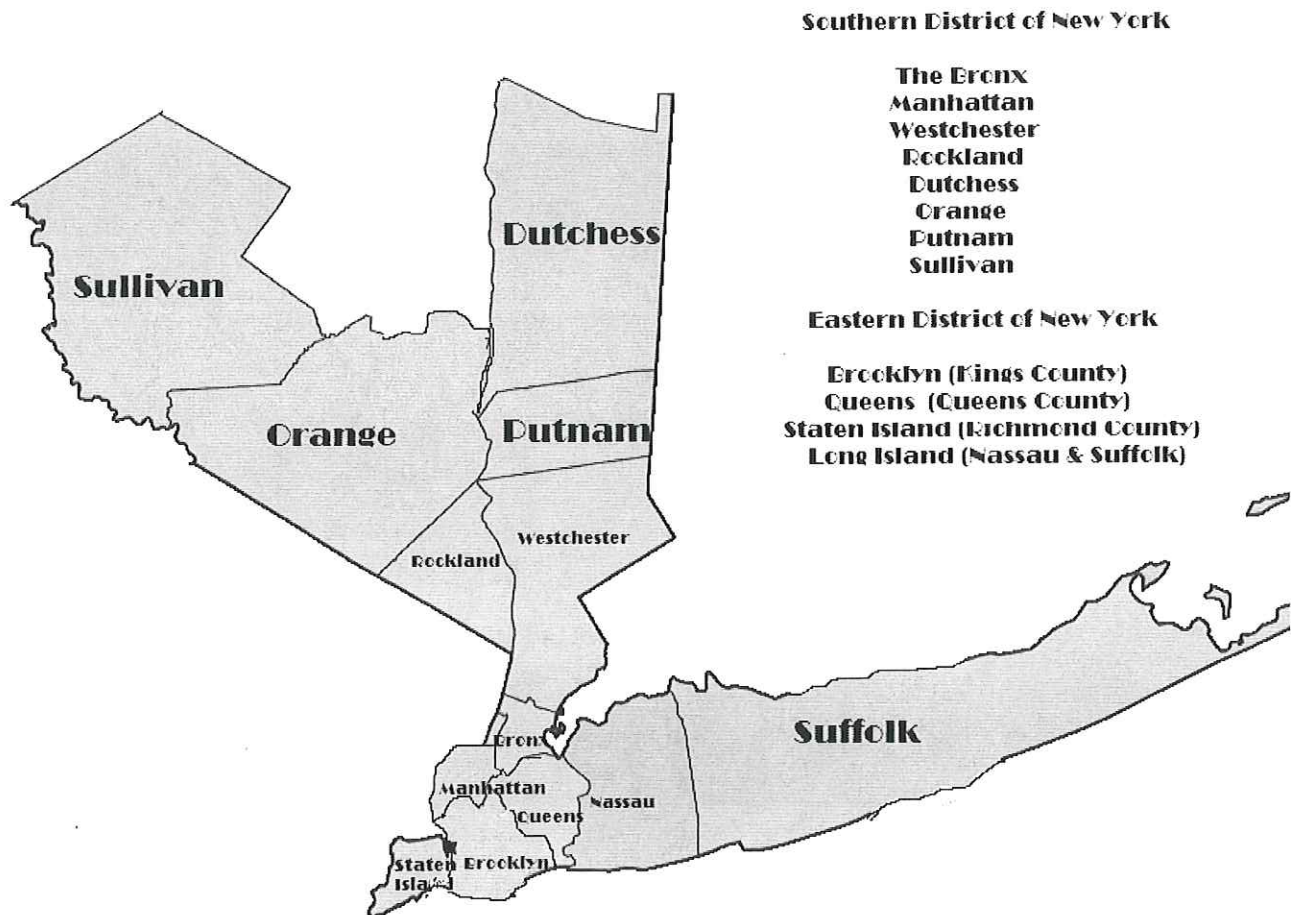 Southern District of New York
The Bronx
Manhattan
Westchester
Rockland
Dutchess
Orange
Putnam
Sullivan
Eastern District of New York
Brooklyn (Kings County)
Queens (Queens County)
Staten Island (Richmond County)
Long Island (Nassau & Suffolk)
Dutchess
Sullivan
Orange
Putnam
Westchester
Rockland
Suffolk
Bronx
Manhattan
Nassau
Queens
Staten
Island
Brooklyn